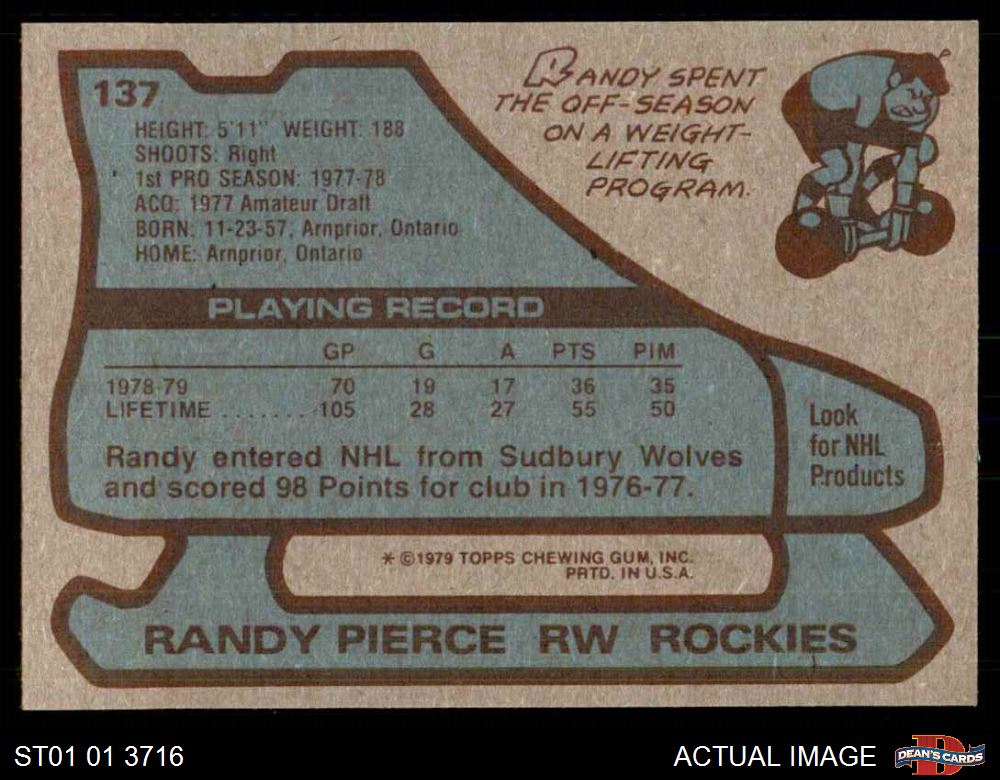 137
HEIGHT: 5'11" WEIGHT: 188
SHOOTS: Right
1st PRO SEASON: 1977-78
ACQ: 1977 Amateur Draft
BORN: 11-23-57, Arnprior, Ontario
HOME: Arnprior, Ontario
RANDY SPENT
THE OFF-SEASON
ON A WEIGHT-
LIFTING
PROGRAM.
PLAYING RECORD
GP G A PTS PIM
1978-79 70 19 17 36 35
LIFETIME ....... 105 28 27 55 50
Randy entered NHL from Sudbury Wolves
and scored 98 Points for club in 1976-77.
Look
for NHL
Products
* ©1979 TOPPS CHEWING GUM, INC.
PRTD. IN U.S.A.
RANDY PIERCE RW ROCKIES
ST01 01 3716
ACTUAL IMAGE
D
DEAN'S CARDS